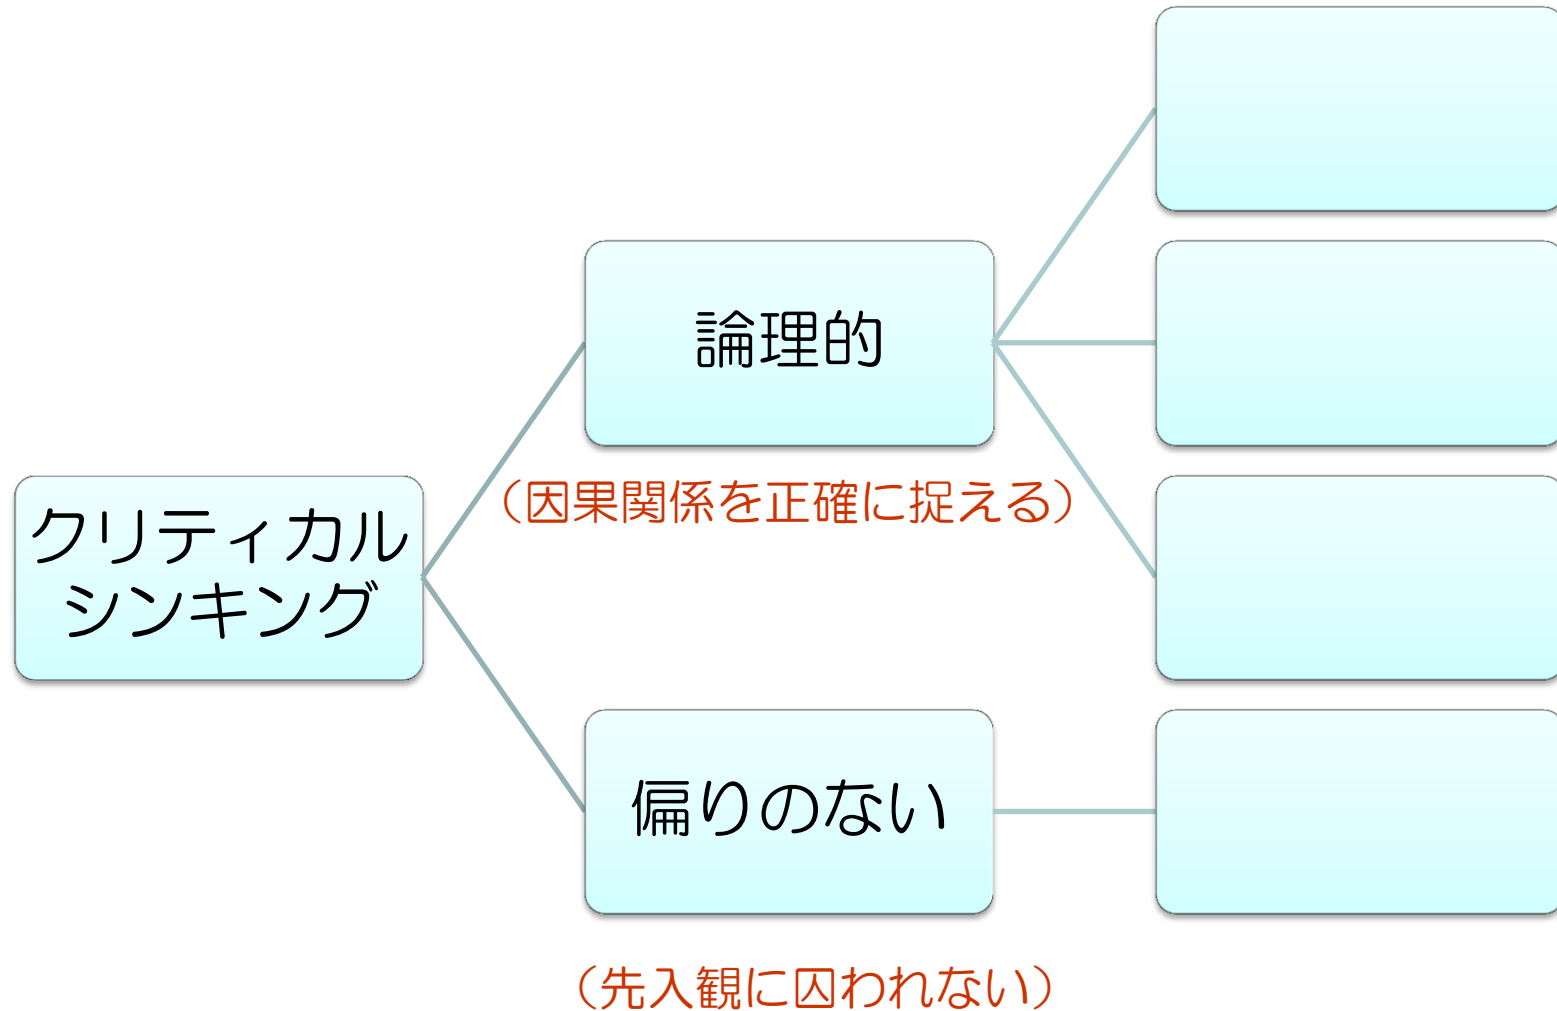 論理的
(因果関係を正確に捉える)
クリティカル
シンキング
偏りのない
(先入観に囚われない)